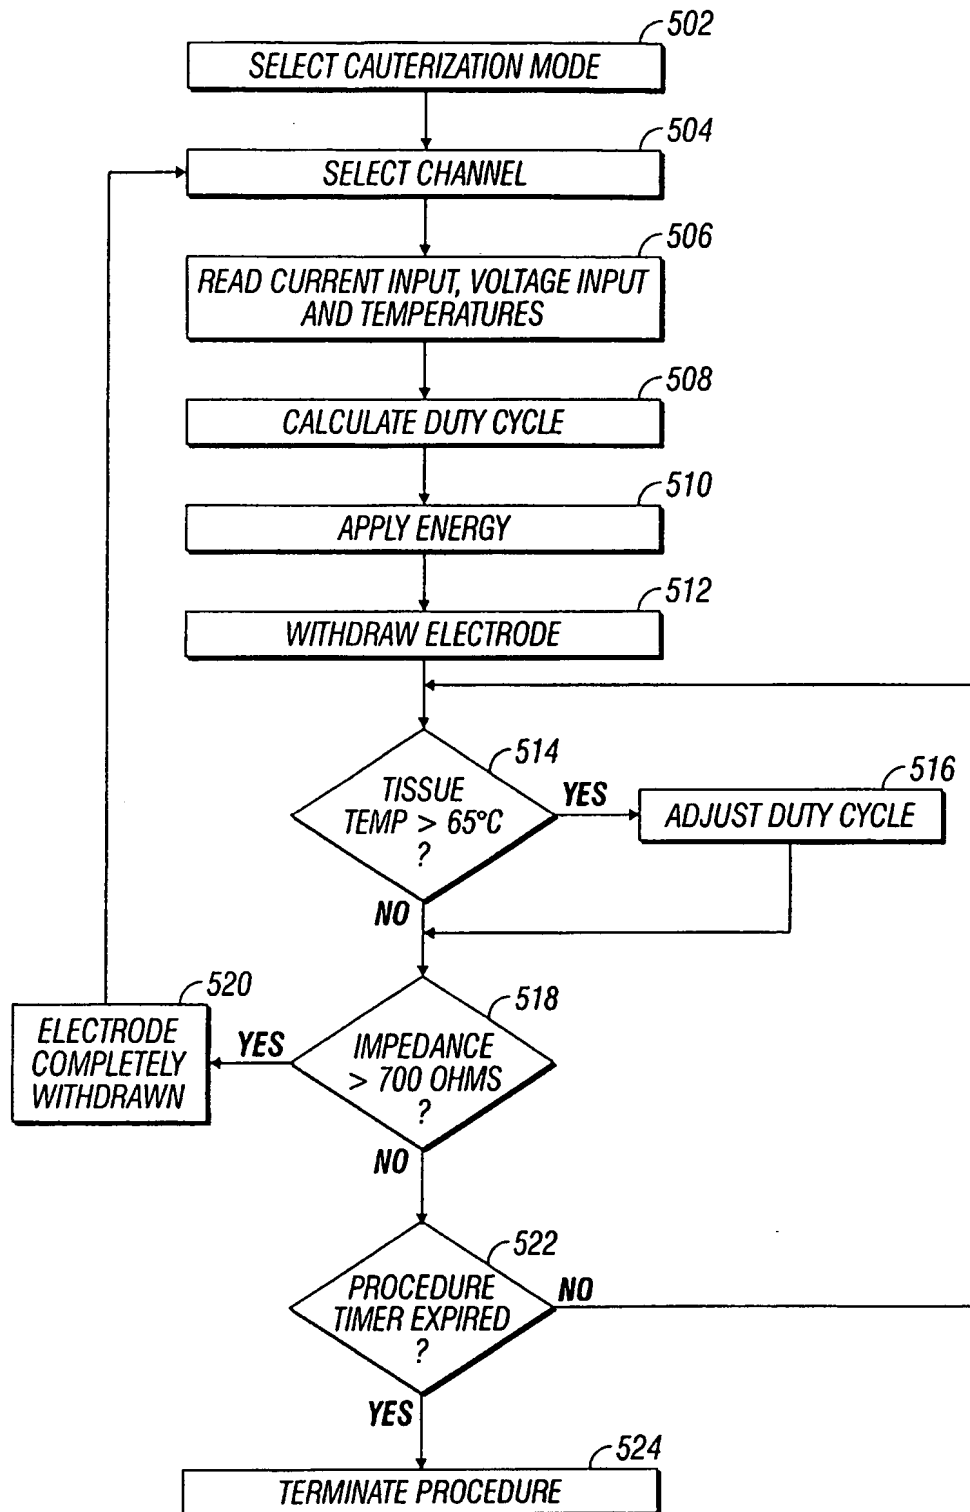 502
SELECT CAUTERIZATION MODE
504
SELECT CHANNEL
506
READ CURRENT INPUT, VOLTAGE INPUT
AND TEMPERATURES
508
CALCULATE DUTY CYCLE
510
APPLY ENERGY
512
WITHDRAW ELECTRODE
514
TISSUE
TEMP > 65°C
?
YES
516
ADJUST DUTY CYCLE
NO
518
IMPEDANCE
> 700 OHMS
?
YES
520
ELECTRODE
COMPLETELY
WITHDRAWN
NO
522
PROCEDURE
TIMER EXPIRED
?
NO
YES
524
TERMINATE PROCEDURE